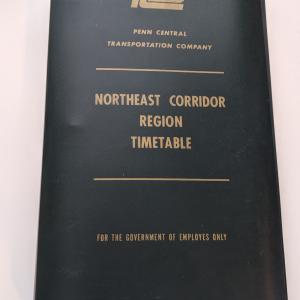 PENN CENTRAL
TRANSPORTATION COMPANY
NORTHEAST CORRIDOR
REGION
TIMETABLE
FOR THE GOVERNMENT OF EMPLOYES ONLY